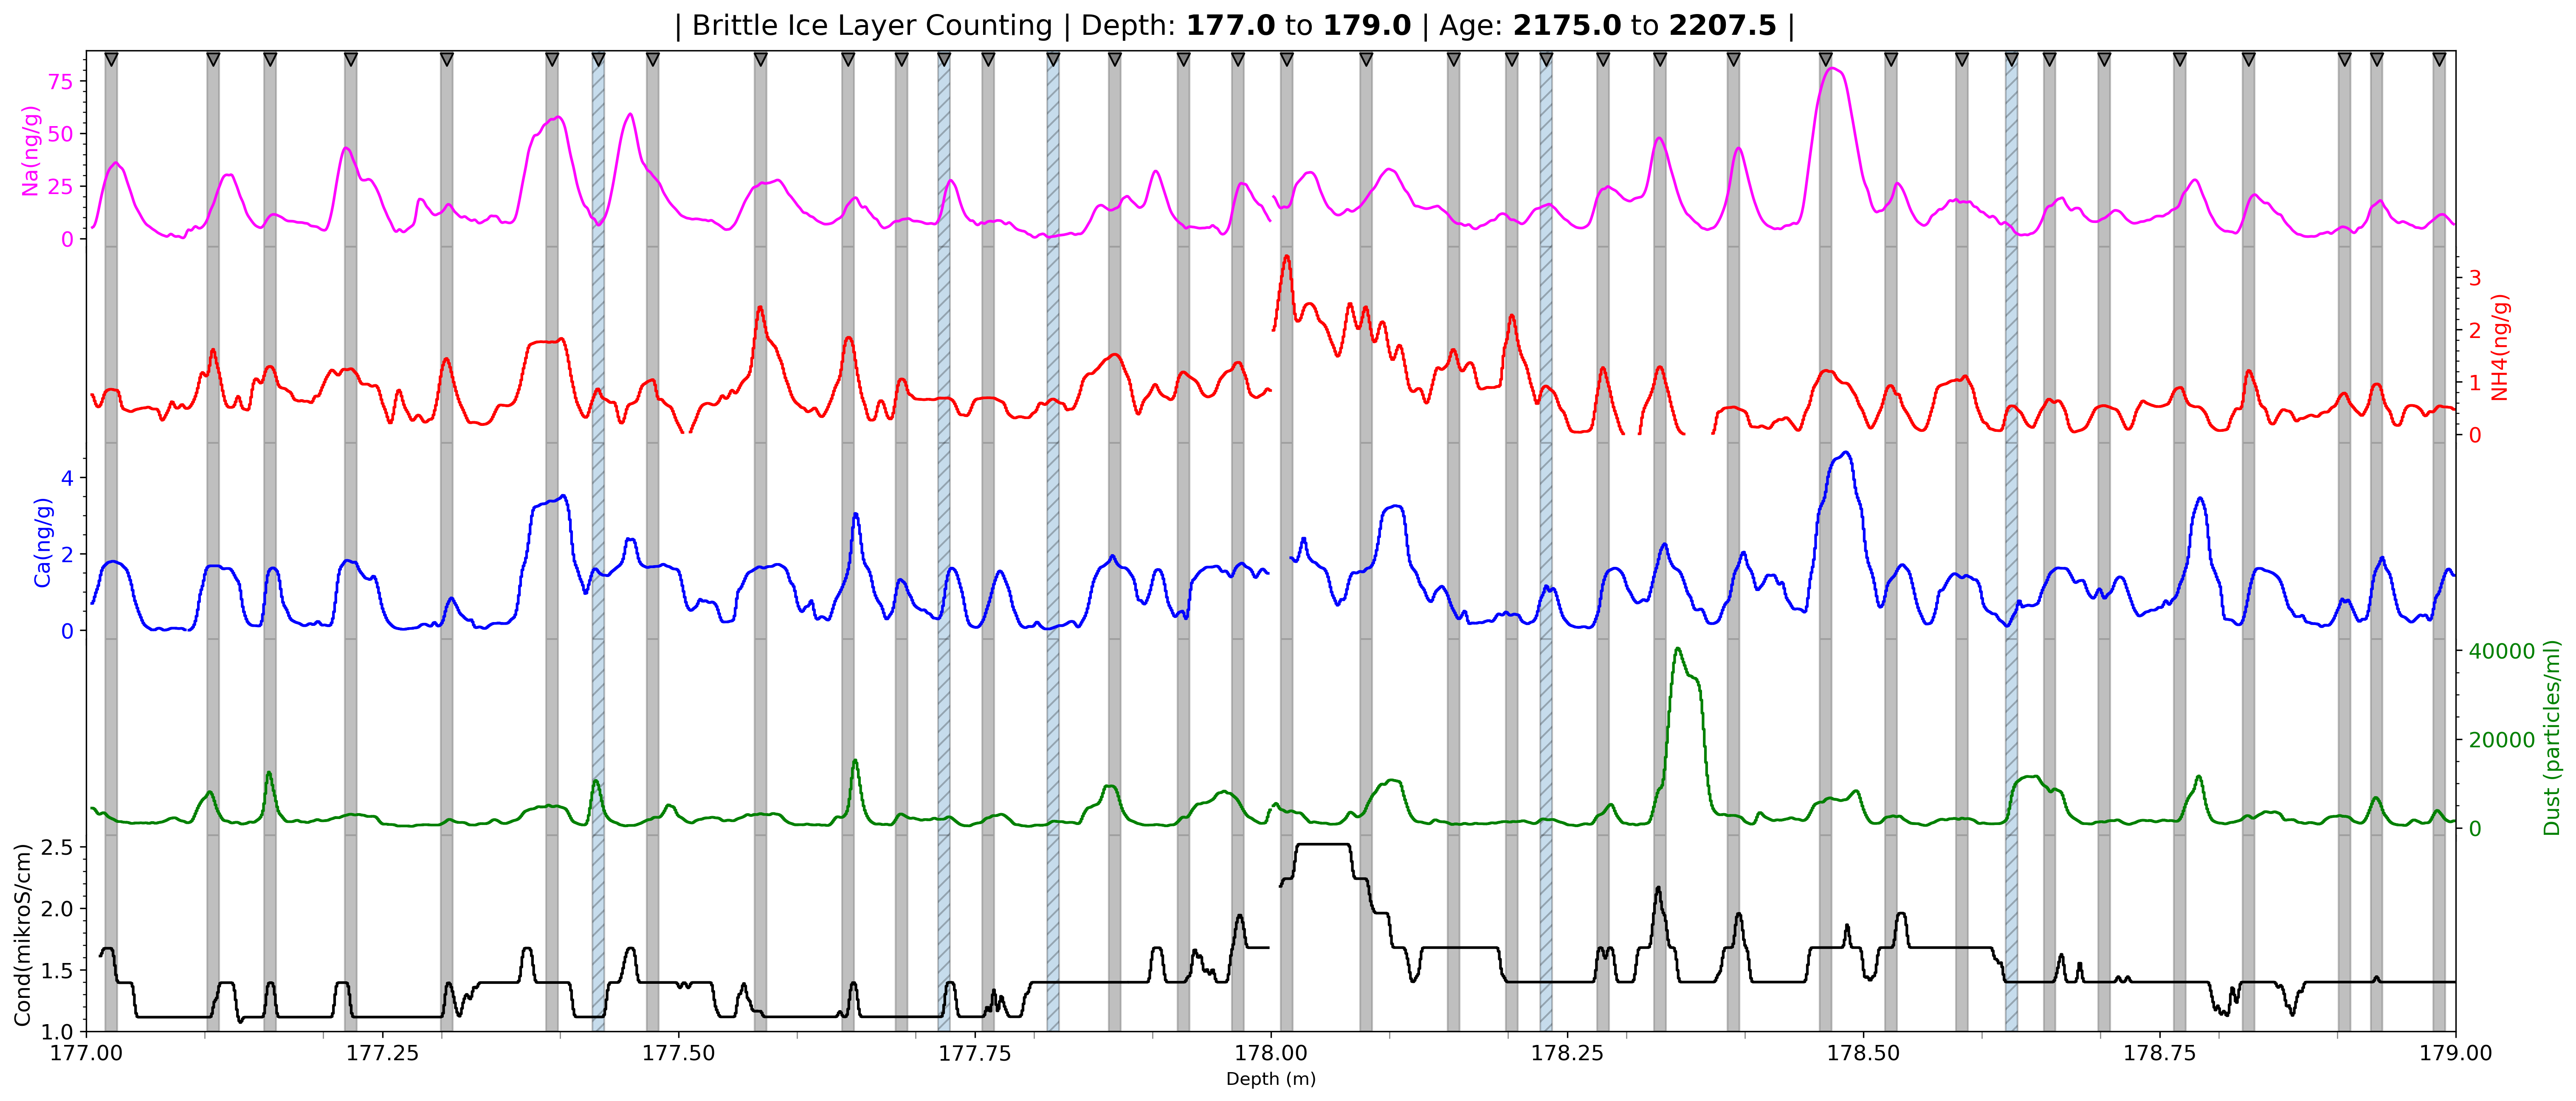 | Brittle Ice Layer Counting | Depth: 177.0 to 179.0 | Age: 2175.0 to 2207.5 |
Na(ng/g)
75
50
25
0
3
2
1
0
NH4(ng/g)
Ca(ng/g)
4
2
0
40000
20000
0
Dust (particles/ml)
Cond(mikroS/cm)
2.5
2.0
1.5
1.0
177.00 177.25 177.50 177.75 178.00 178.25 178.50 178.75 179.00
Depth (m)